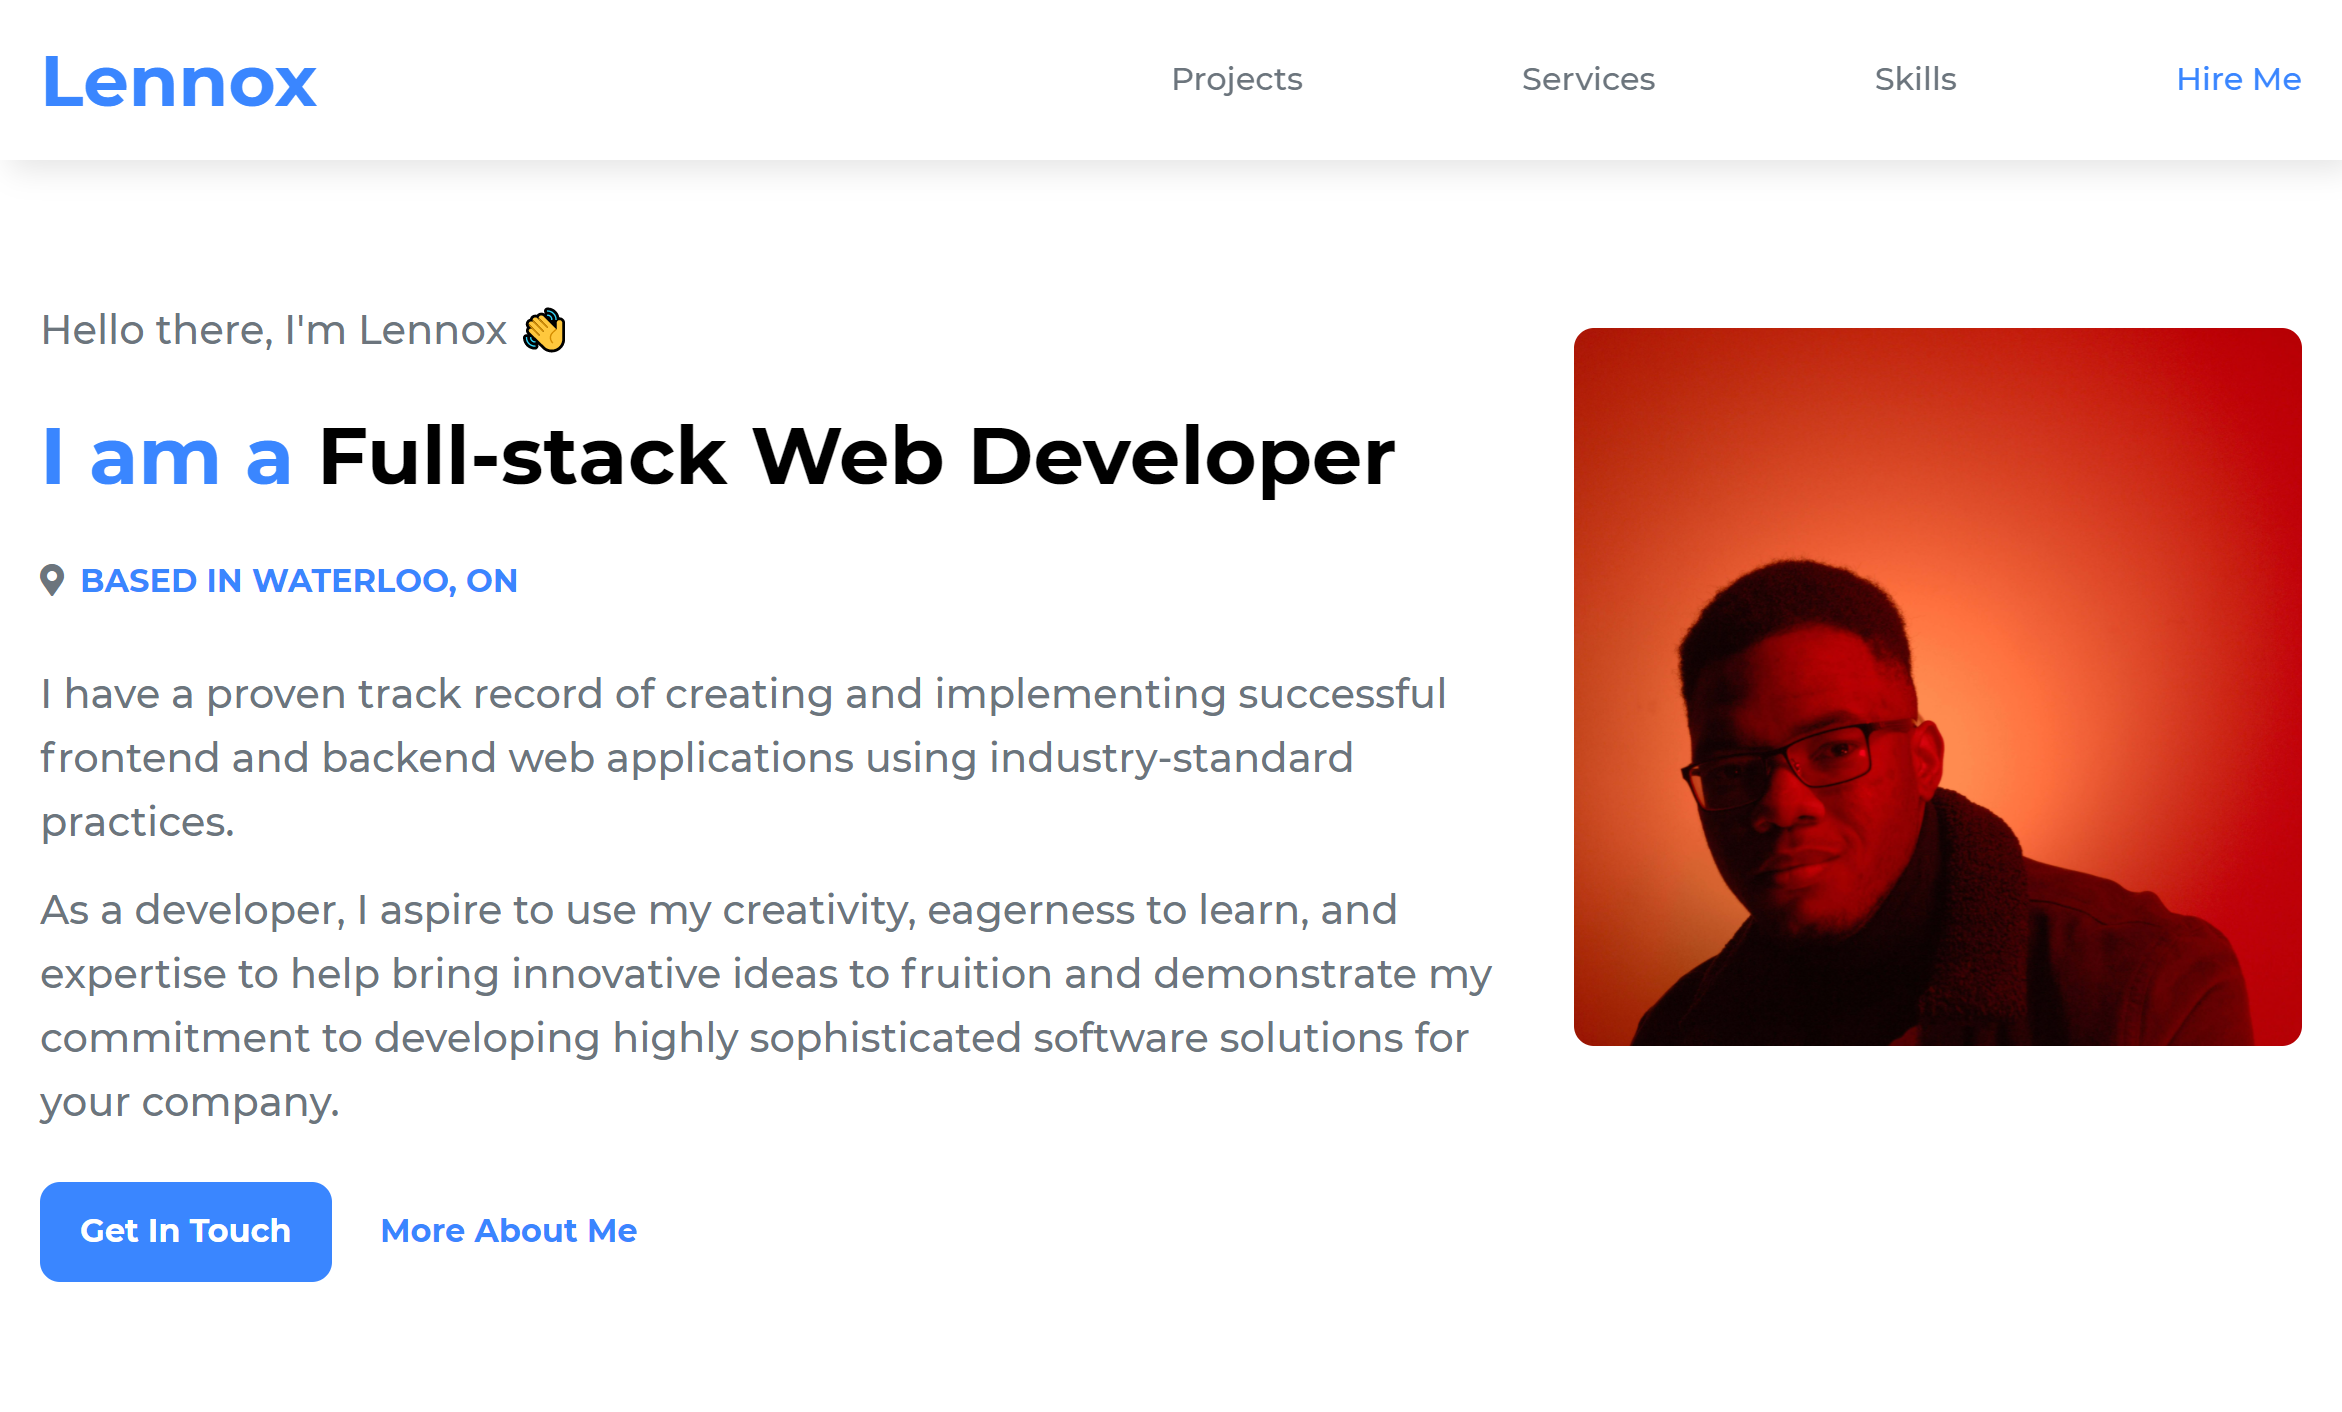 Lennox
Projects
Services
Skills
Hire Me
Hello there, I'm Lennox 👋
I am a Full-stack Web Developer
BASED IN WATERLOO, ON
I have a proven track record of creating and implementing successful
frontend and backend web applications using industry-standard
practices.
As a developer, I aspire to use my creativity, eagerness to learn, and
expertise to help bring innovative ideas to fruition and demonstrate my
commitment to developing highly sophisticated software solutions for
your company.
Get In Touch
More About Me